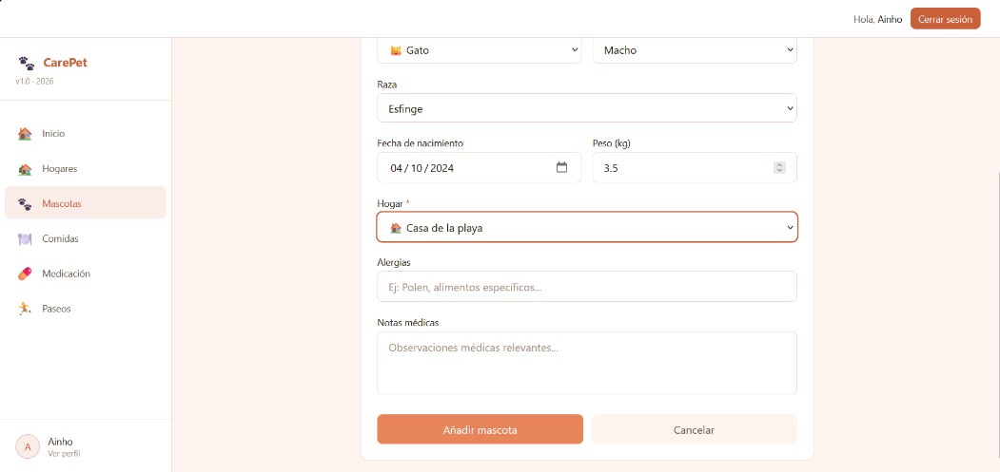 Hola, Ainho
Cerrar sesión
CarePet
v1.0 - 2026
Inicio
Hogares
Mascotas
Comidas
Medicación
Paseos
Ainho
A
Ver perfil
Gato
Macho
Raza
Esfinge
Fecha de nacimiento
Peso (kg)
04 / 10 / 2024
3.5
Hogar *
Casa de la playa
Alergias
Ej: Polen, alimentos específicos...
Notas médicas
Observaciones médicas relevantes...
Añadir mascota
Cancelar